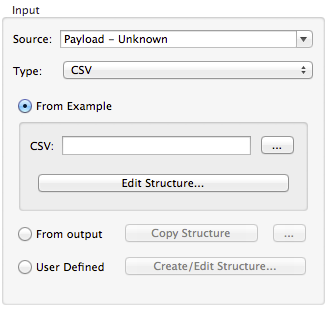 Input
Source: Payload – Unknown
Type: CSV
From Example
CSV: ...
Edit Structure...
From output Copy Structure ...
User Defined Create/Edit Structure...